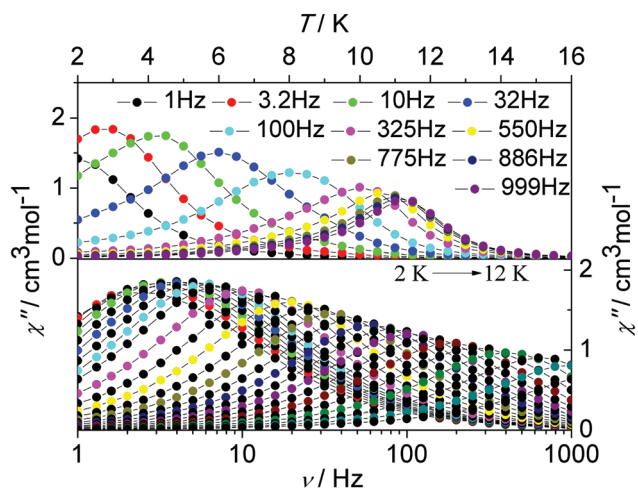 T / K
2 4 6 8 10 12 14 16
1Hz 3.2Hz 10Hz 32Hz
100Hz 325Hz 550Hz
775Hz 886Hz
999Hz
2
1
0
χ″ / cm³mol⁻¹
2 K → 12 K
2
1
0
χ″ / cm³mol⁻¹
1 10 100 1000
ν / Hz